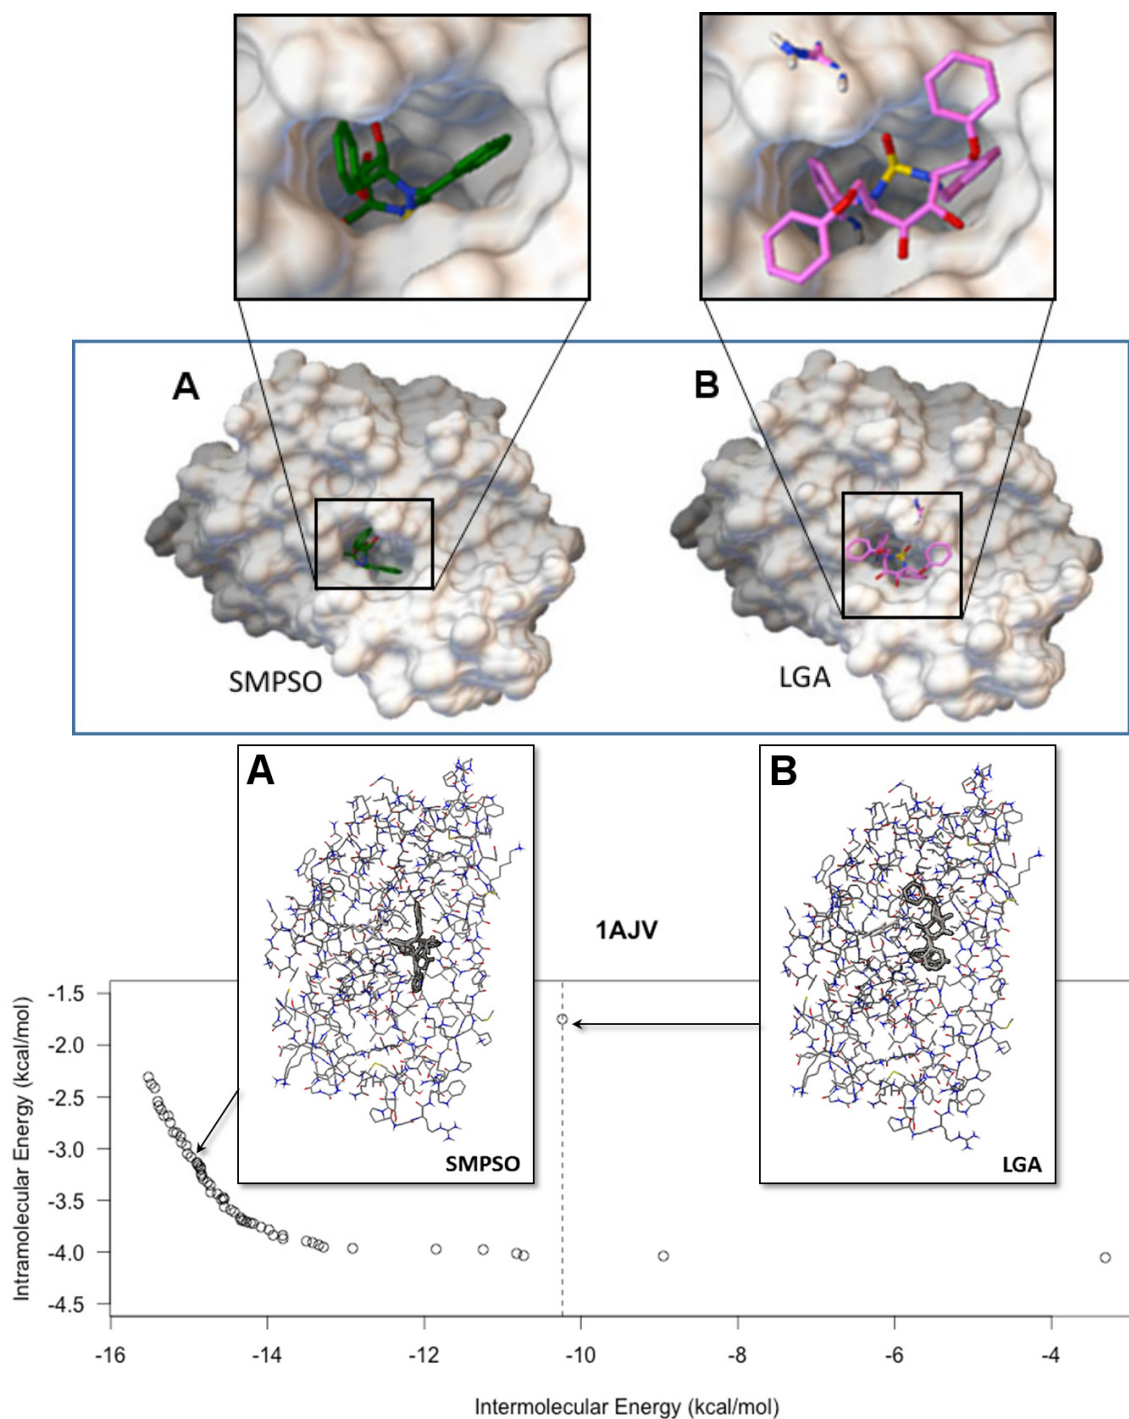 A
B
SMPSO
LGA
A
B
1AJV
SMPSO
LGA
Intramolecular Energy (kcal/mol)
-1.5
-2.0
-2.5
-3.0
-3.5
-4.0
-4.5
-16
-14
-12
-10
-8
-6
-4
Intermolecular Energy (kcal/mol)